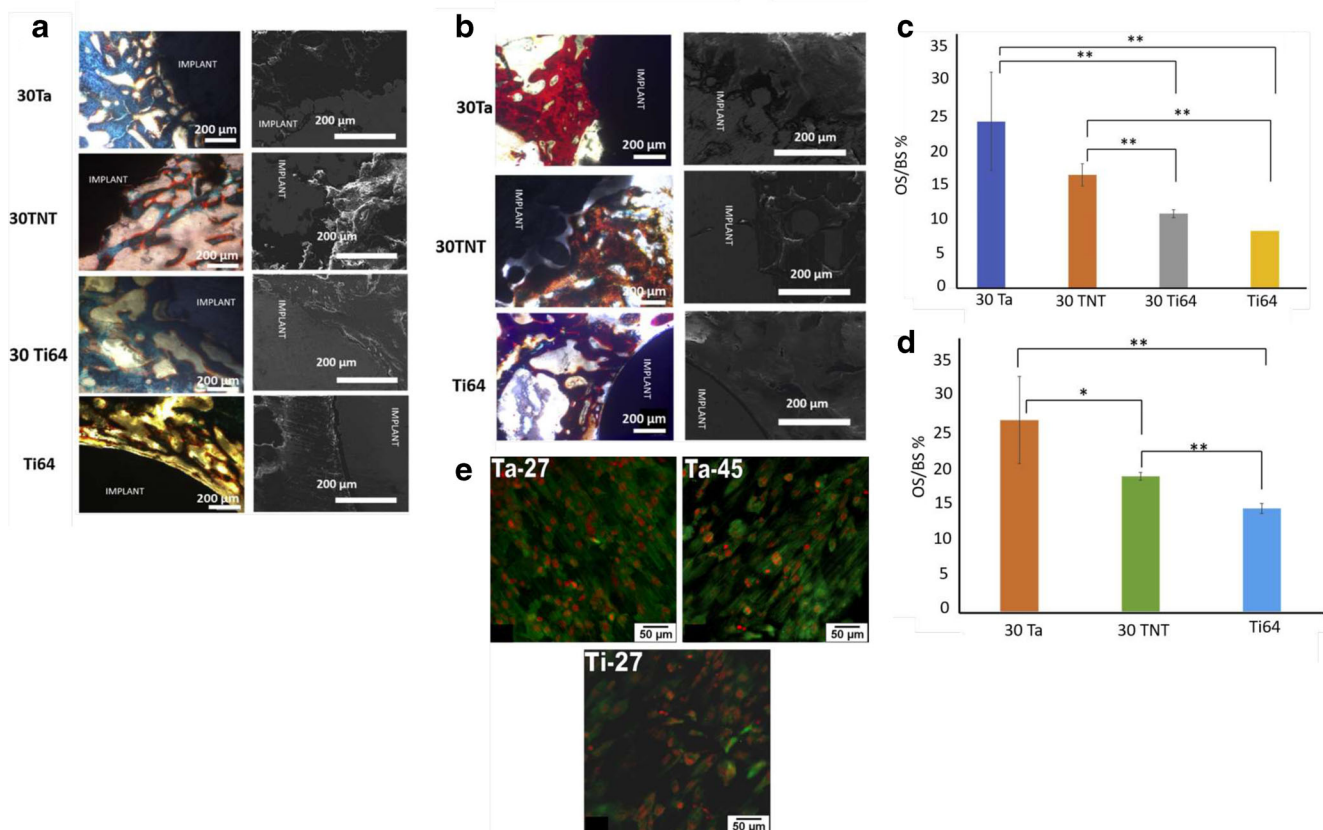 a
30Ta
IMPLANT
200 µm
IMPLANT
200 µm
30TNT
IMPLANT
200 µm
IMPLANT
200 µm
30 Ti64
IMPLANT
200 µm
IMPLANT
200 µm
Ti64
IMPLANT
200 µm
IMPLANT
200 µm
b
30Ta
IMPLANT
200 µm
IMPLANT
200 µm
30TNT
IMPLANT
200 µm
IMPLANT
200 µm
Ti64
IMPLANT
200 µm
IMPLANT
200 µm
c
OS/BS %
35
30
25
20
15
10
5
0
**
**
**
**
30 Ta
30 TNT
30 Ti64
Ti64
d
OS/BS %
35
30
25
20
15
10
5
0
**
*
**
30 Ta
30 TNT
Ti64
e
Ta-27
50 µm
Ta-45
50 µm
Ti-27
50 µm